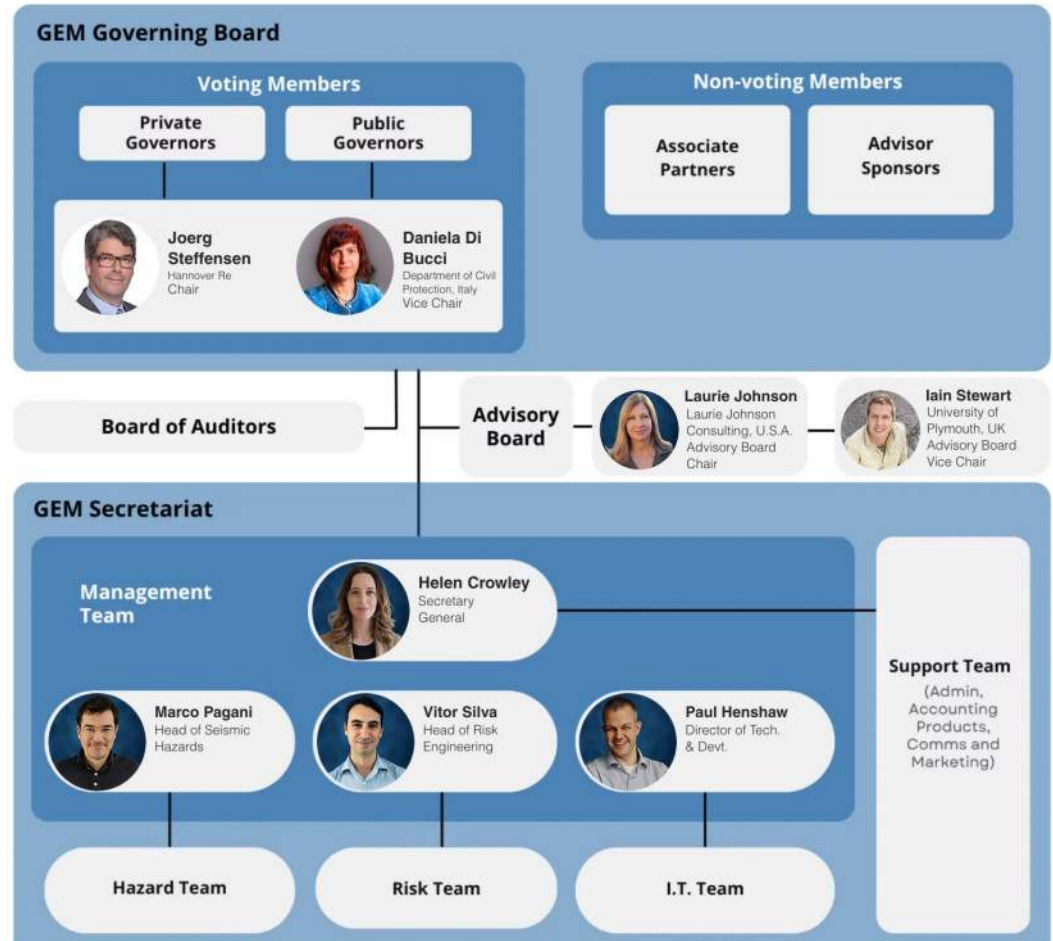 GEM Governing Board
Voting Members
Private
Governors
Public
Governors
Joerg
Steffensen
Hannover Re
Chair
Daniela Di
Bucci
Department of Civil
Protection, Italy
Vice Chair
Non-voting Members
Associate
Partners
Advisor
Sponsors
Board of Auditors
Advisory
Board
Laurie Johnson
Laurie Johnson
Consulting, U.S.A.
Advisory Board
Chair
Iain Stewart
University of
Plymouth, UK
Advisory Board
Vice Chair
GEM Secretariat
Management
Team
Helen Crowley
Secretary
General
Marco Pagani
Head of Seismic
Hazards
Vitor Silva
Head of Risk
Engineering
Paul Henshaw
Director of Tech.
& Devt.
Support Team
(Admin,
Accounting
Products,
Comms and
Marketing)
Hazard Team
Risk Team
I.T. Team